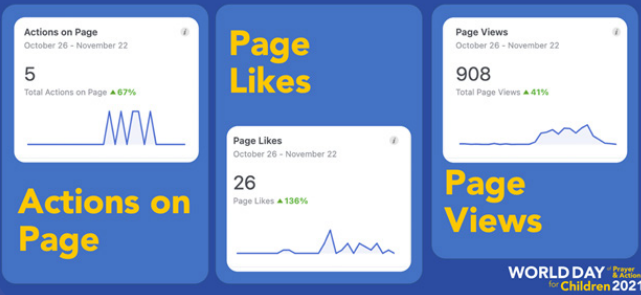 Actions on Page
October 26 - November 22
5
Total Actions on Page ▲67%
Actions on
Page
Page
Likes
Page Likes
October 26 - November 22
26
Page Likes ▲136%
Page Views
October 26 - November 22
908
Total Page Views ▲41%
Page
Views
WORLD DAY of Prayer & Action
for Children 202